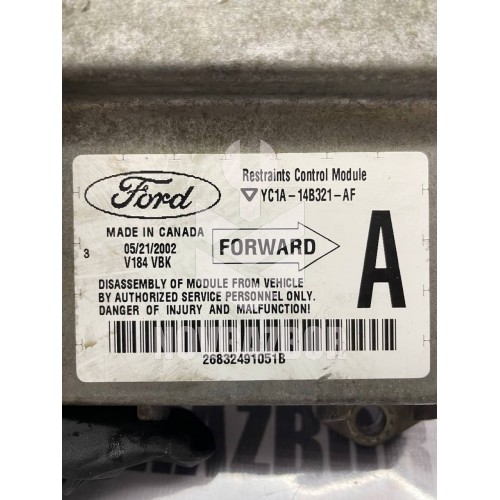 Ford
Restraints Control Module
YC1A-14B321-AF
MADE IN CANADA
05/21/2002
V184 VBK
3
FORWARD
A
DISASSEMBLY OF MODULE FROM VEHICLE
BY AUTHORIZED SERVICE PERSONNEL ONLY.
DANGER OF INJURY AND MALFUNCTION!
26832491051B